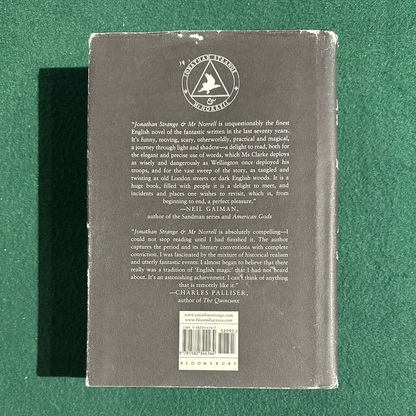 JONATHAN STRANGE
&
Mr NORRELL
"Jonathan Strange & Mr Norrell is unquestionably the finest
English novel of the fantastic written in the last seventy years.
It's funny, moving, scary, otherworldly, practical and magical,
a journey through light and shadow—a delight to read, both for
the elegant and precise use of words, which Ms Clarke deploys
as wisely and dangerously as Wellington once deployed his
troops, and for the vast sweep of the story, as tangled and
twisting as old London streets or dark English woods. It is a
huge book, filled with people it is a delight to meet, and
incidents and places one wishes to revisit, which is, from
beginning to end, a perfect pleasure."
—NEIL GAIMAN,
author of the Sandman series and American Gods
"Jonathan Strange & Mr Norrell is absolutely compelling—I
could not stop reading until I had finished it. The author
captures the period and its literary conventions with complete
conviction. I was fascinated by the mixture of historical realism
and utterly fantastic events: I almost began to believe that there
really was a tradition of 'English magic' that I had not heard
about. It's an astonishing achievement. I can't think of anything
that is remotely like it."
—CHARLES PALLISER,
author of The Quincunx
www.jonathanstrange.com
www.bloomsburyusa.com
52795
9 781582 344164
BLOOMSBURY